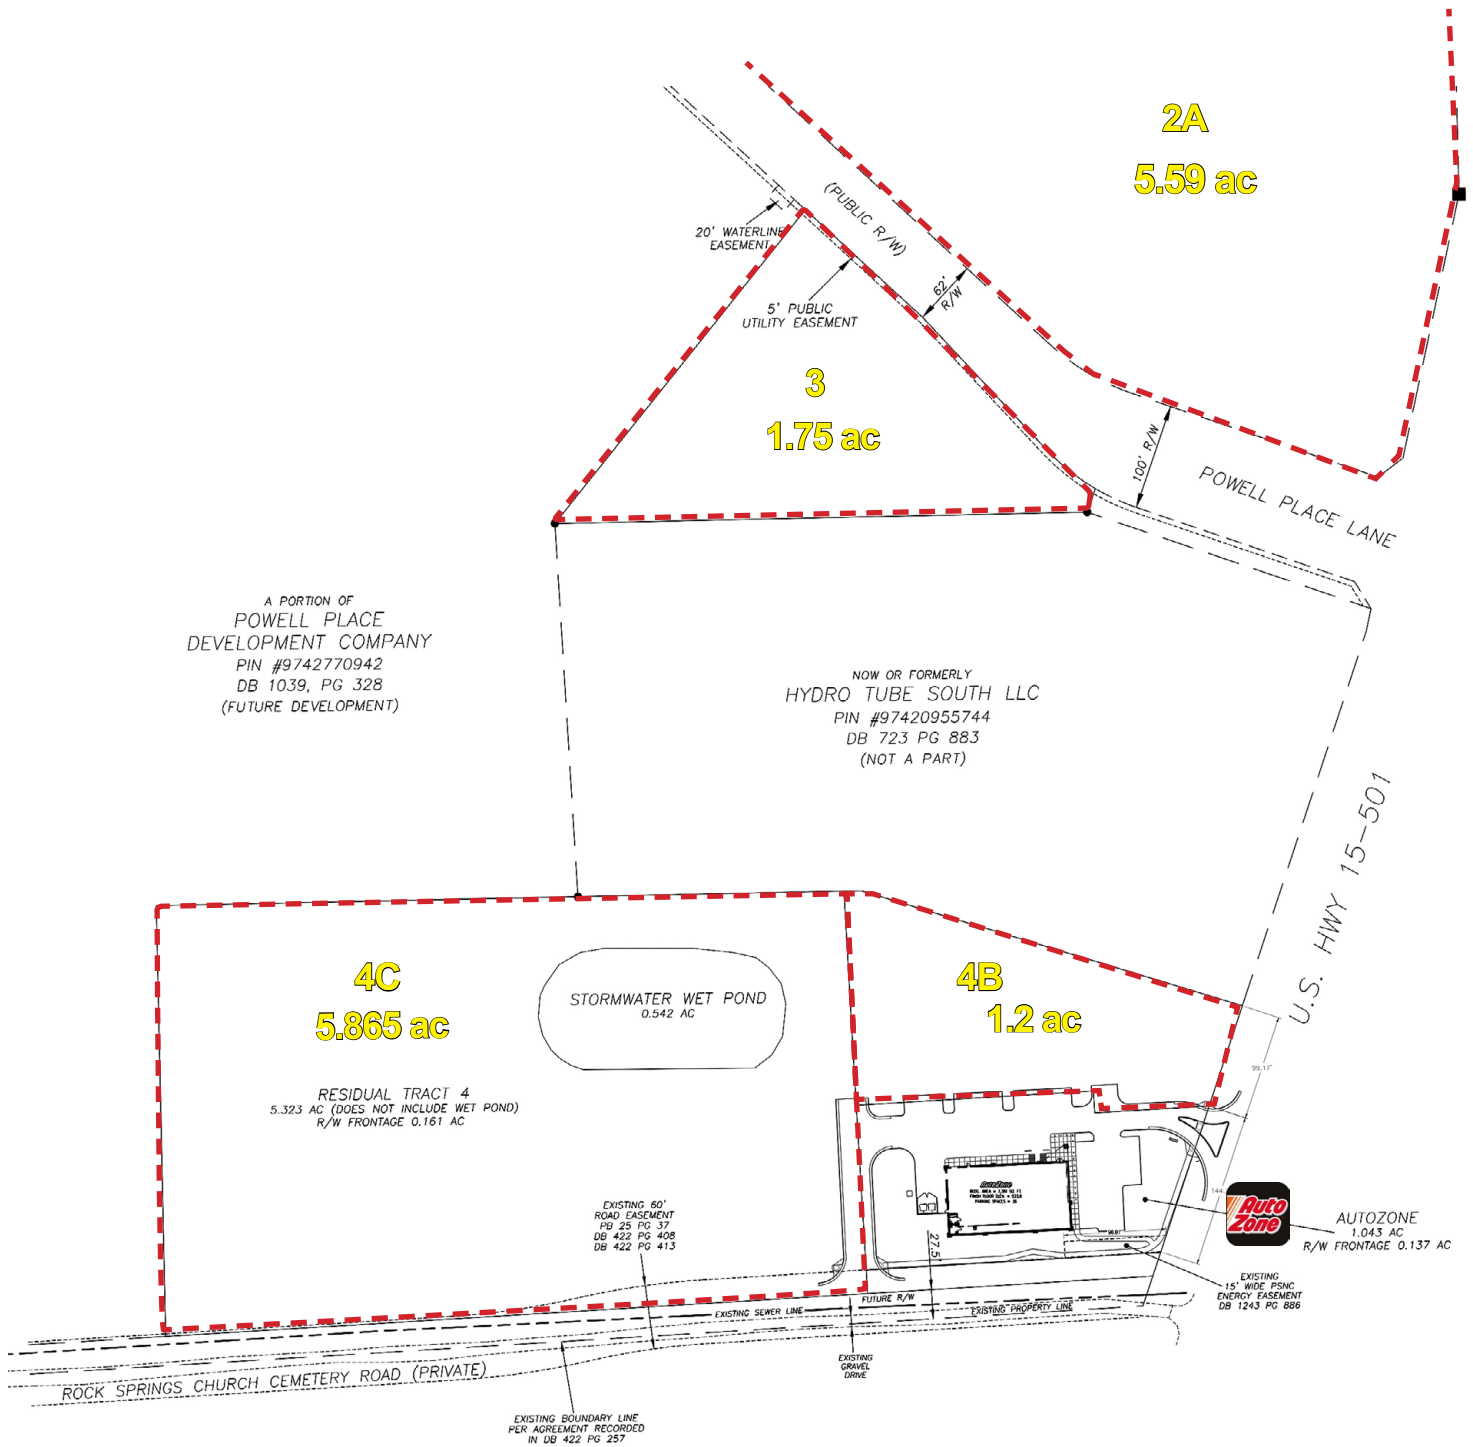 2A
5.59 ac
(PUBLIC R/W)
20' WATERLINE
EASEMENT
62'
R/W
5' PUBLIC
UTILITY EASEMENT
3
1.75 ac
100' R/W
POWELL PLACE LANE
A PORTION OF
POWELL PLACE
DEVELOPMENT COMPANY
PIN #9742770942
DB 1039, PG 328
(FUTURE DEVELOPMENT)
NOW OR FORMERLY
HYDRO TUBE SOUTH LLC
PIN #97420955744
DB 723 PG 883
(NOT A PART)
U.S. HWY 15-501
4C
5.865 ac
STORMWATER WET POND
0.542 AC
4B
1.2 ac
RESIDUAL TRACT 4
5.323 AC (DOES NOT INCLUDE WET POND)
R/W FRONTAGE 0.161 AC
99.17'
EXISTING 60'
ROAD EASEMENT
PB 25 PG 37
DB 422 PG 408
DB 422 PG 413
AutoZone
27.5'
Auto
Zone
AUTOZONE
1.043 AC
R/W FRONTAGE 0.137 AC
EXISTING
15' WIDE PSNC
ENERGY EASEMENT
DB 1243 PG 886
FUTURE R/W
EXISTING SEWER LINE
EXISTING PROPERTY LINE
EXISTING
GRAVEL
DRIVE
ROCK SPRINGS CHURCH CEMETERY ROAD (PRIVATE)
EXISTING BOUNDARY LINE
PER AGREEMENT RECORDED
IN DB 422 PG 257